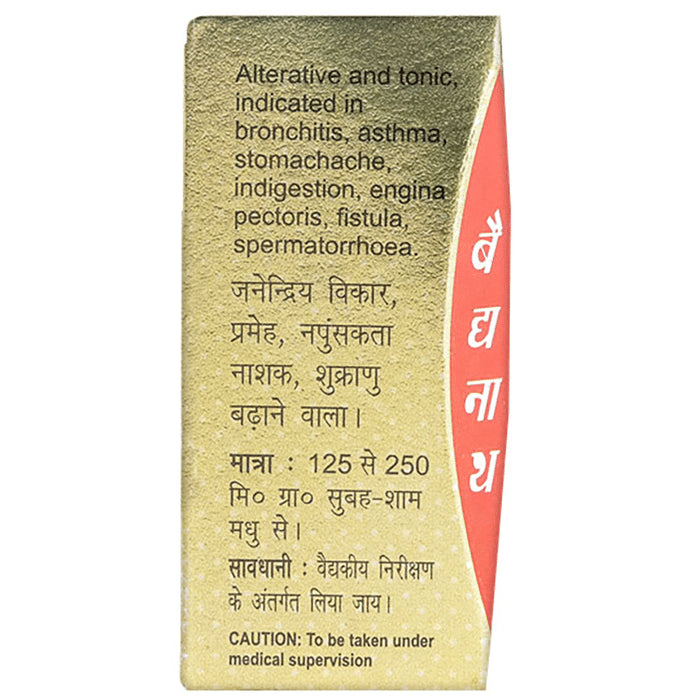 Alterative and tonic,
indicated in
bronchitis, asthma,
stomachache,
indigestion, engina
pectoris, fistula,
spermatorrhoea.
जनेन्द्रिय विकार,
प्रमेह, नपुंसकता
नाशक, शुक्राणु
बढ़ाने वाला।
मात्रा : 125 से 250
मि० ग्रा० सुबह-शाम
मधु से।
सावधानी : वैद्यकीय निरीक्षण
के अंतर्गत लिया जाय।
CAUTION: To be taken under
medical supervision
बैद्यनाथ